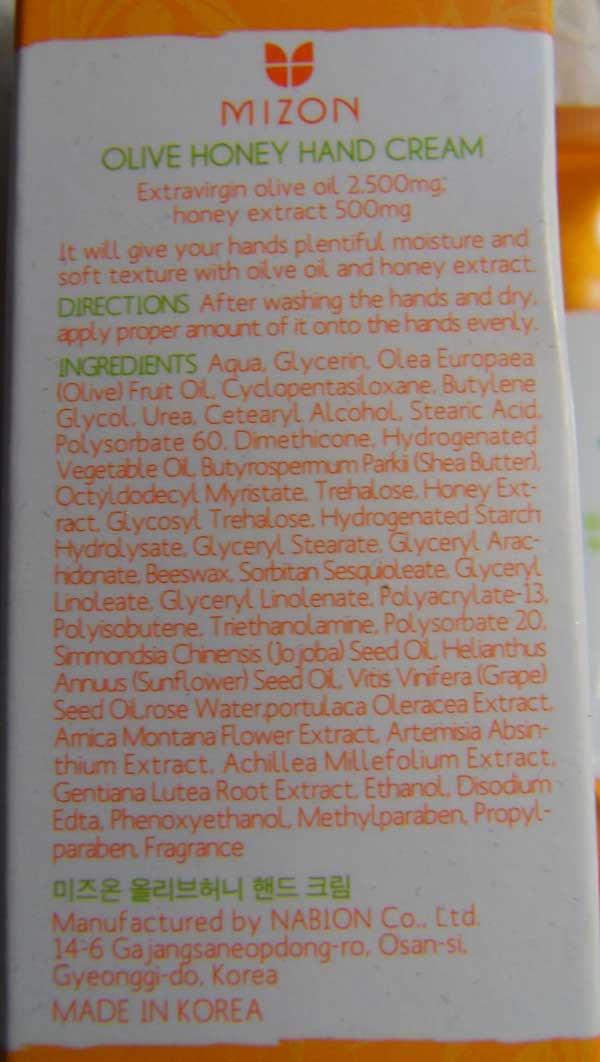 MIZON
OLIVE HONEY HAND CREAM
Extravirgin olive oil 2,500mg;
honey extract 500mg
It will give your hands plentiful moisture and
soft texture with oilve oil and honey extract.
DIRECTIONS After washing the hands and dry,
apply proper amount of it onto the hands evenly.
INGREDIENTS Aqua, Glycerin, Olea Europaea
(Olive) Fruit Oil, Cyclopentasiloxane, Butylene
Glycol, Urea, Cetearyl Alcohol, Stearic Acid,
Polysorbate 60, Dimethicone, Hydrogenated
Vegetable Oil, Butyrospermum Parkii (Shea Butter),
Octyldodecyl Myristate, Trehalose, Honey Ext-
ract, Glycosyl Trehalose, Hydrogenated Starch
Hydrolysate, Glyceryl Stearate, Glyceryl Arac-
hidonate, Beeswax, Sorbitan Sesquioleate, Glyceryl
Linoleate, Glyceryl Linolenate, Polyacrylate-13,
Polyisobutene, Triethanolamine, Polysorbate 20,
Simmondsia Chinensis (Jojoba) Seed Oil, Helianthus
Annuus (Sunflower) Seed Oil, Vitis Vinifera (Grape)
Seed Oil,rose Water,portulaca Oleracea Extract,
Arnica Montana Flower Extract, Artemisia Absin-
thium Extract, Achillea Millefolium Extract,
Gentiana Lutea Root Extract, Ethanol, Disodium
Edta, Phenoxyethanol, Methylparaben, Propyl-
paraben, Fragrance
미즈온 올리브허니 핸드 크림
Manufactured by NABION Co., Ltd.
14-6 Gajangsaneopdong-ro, Osan-si,
Gyeonggi-do, Korea
MADE IN KOREA